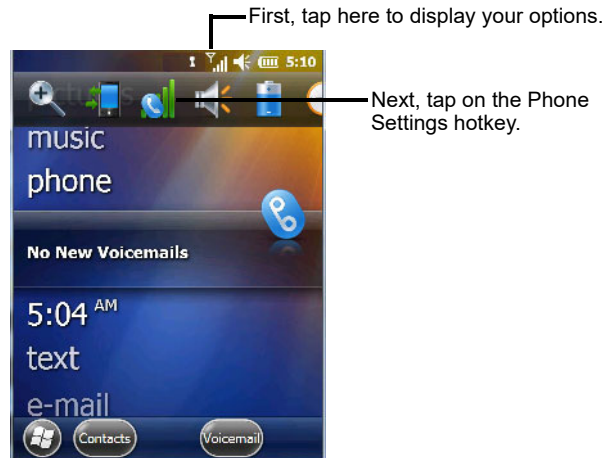 First, tap here to display your options.
5:10
pictures
Next, tap on the Phone
Settings hotkey.
music
phone
No New Voicemails
5:04 AM
text
e-mail
Contacts
Voicemail